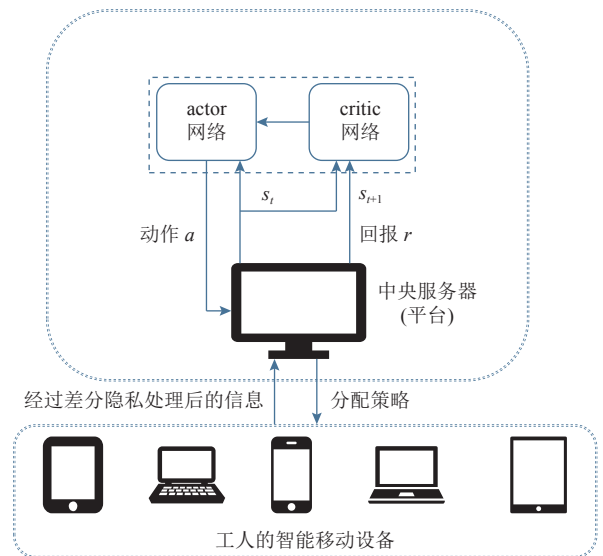 actor
网络
critic
网络
s_t
s_{t+1}
动作 a
回报 r
中央服务器
(平台)
经过差分隐私处理后的信息
分配策略
工人的智能移动设备